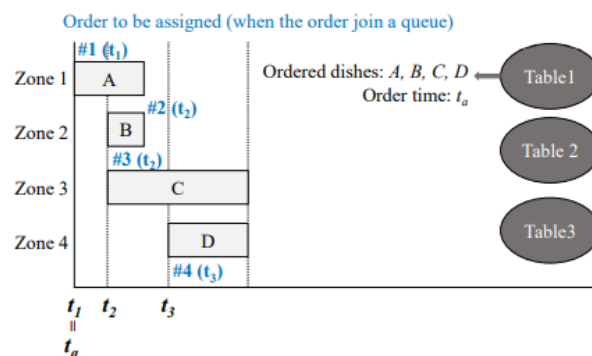 Order to be assigned (when the order join a queue)
#1 (t1)
Zone 1
A
Ordered dishes: A, B, C, D
Order time: ta
Table1
#2 (t2)
Zone 2
B
Table 2
#3 (t2)
Zone 3
C
Table3
Zone 4
D
#4 (t3)
t1 t2 t3
=
ta